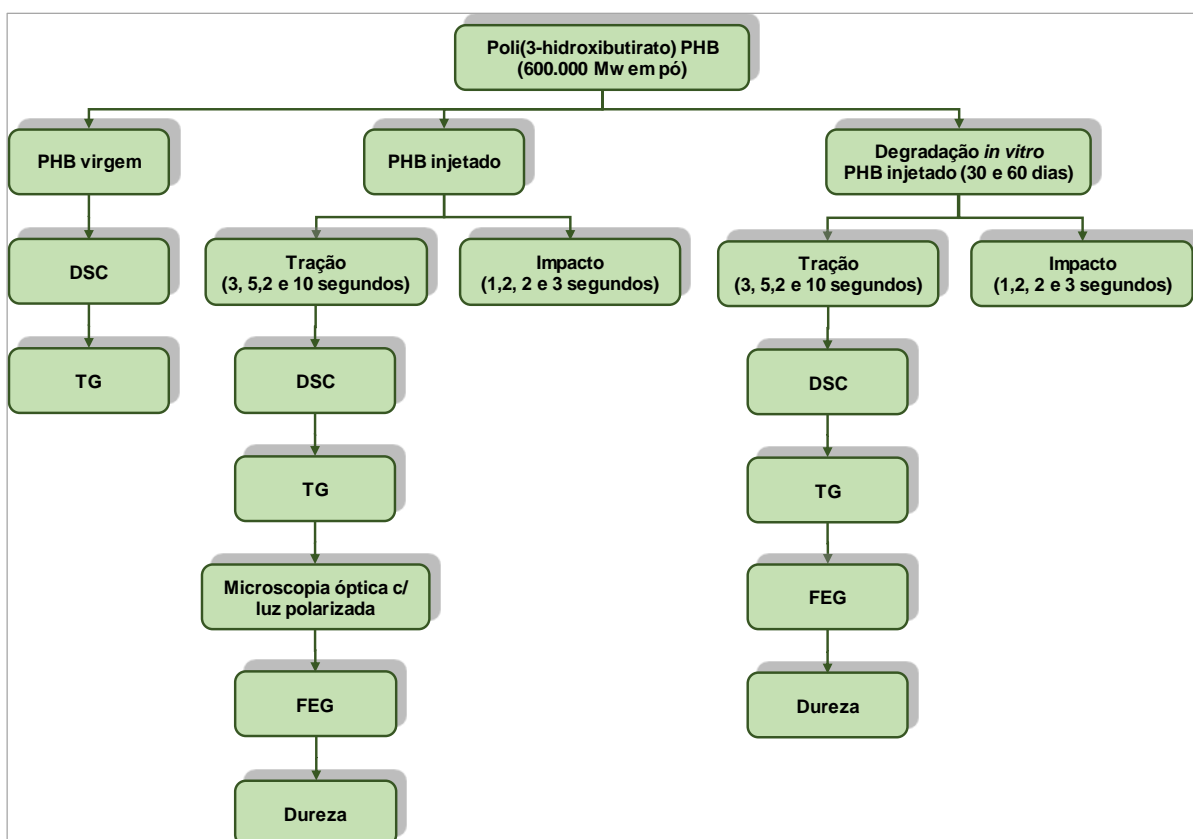 Poli(3-hidroxibutirato) PHB
(600.000 Mw em pó)
PHB virgem
PHB injetado
Degradação in vitro
PHB injetado (30 e 60 dias)
DSC
Tração
(3, 5,2 e 10 segundos)
Impacto
(1,2, 2 e 3 segundos)
Tração
(3, 5,2 e 10 segundos)
Impacto
(1,2, 2 e 3 segundos)
TG
DSC
DSC
TG
TG
Microscopia óptica c/
luz polarizada
FEG
FEG
Dureza
Dureza